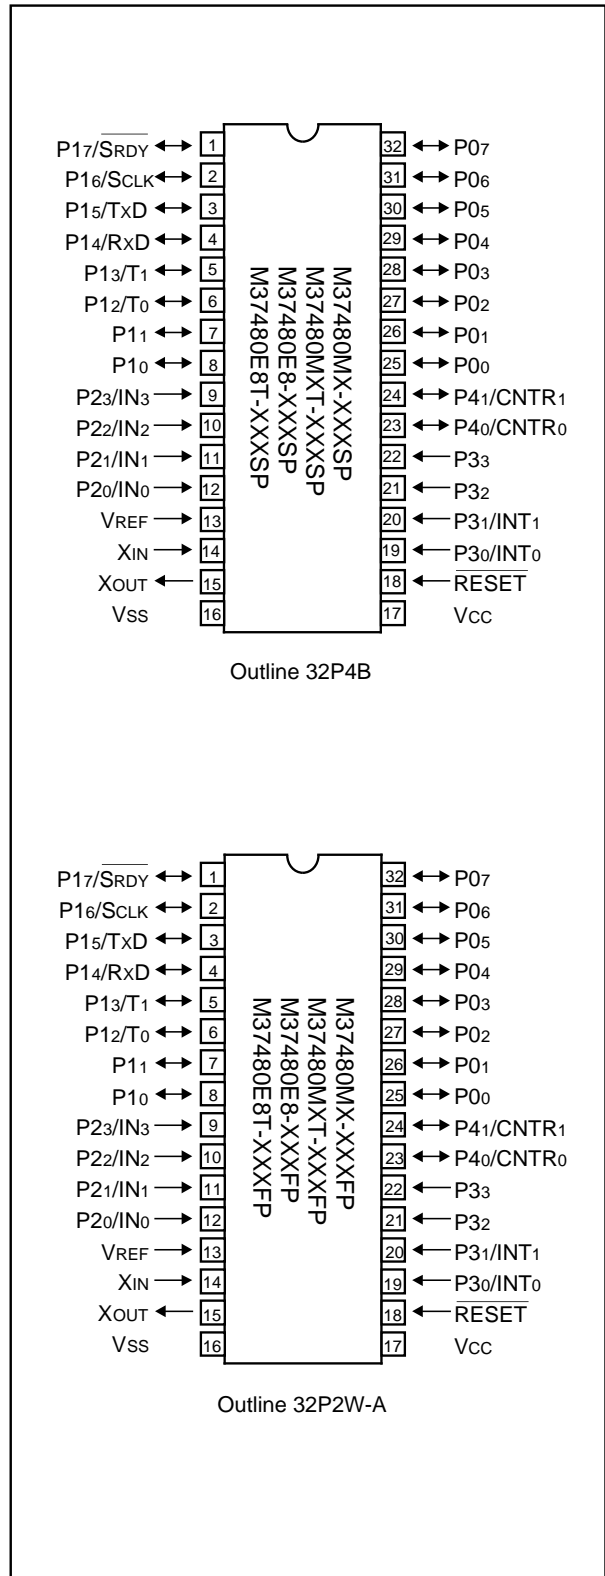 P17/SRDY 1 32 P07
P16/SCLK 2 31 P06
P15/TxD 3 30 P05
P14/RxD 4 29 P04
P13/T1 5 28 P03
P12/T0 6 27 P02
P11 7 26 P01
P10 8 25 P00
P23/IN3 9 24 P41/CNTR1
P22/IN2 10 23 P40/CNTR0
P21/IN1 11 22 P33
P20/IN0 12 21 P32
VREF 13 20 P31/INT1
XIN 14 19 P30/INT0
XOUT 15 18 RESET
VSS 16 17 VCC
M37480MX-XXXSP
M37480MXT-XXXSP
M37480E8-XXXSP
M37480E8T-XXXSP
Outline 32P4B
P17/SRDY 1 32 P07
P16/SCLK 2 31 P06
P15/TxD 3 30 P05
P14/RxD 4 29 P04
P13/T1 5 28 P03
P12/T0 6 27 P02
P11 7 26 P01
P10 8 25 P00
P23/IN3 9 24 P41/CNTR1
P22/IN2 10 23 P40/CNTR0
P21/IN1 11 22 P33
P20/IN0 12 21 P32
VREF 13 20 P31/INT1
XIN 14 19 P30/INT0
XOUT 15 18 RESET
VSS 16 17 VCC
M37480MX-XXXFP
M37480MXT-XXXFP
M37480E8-XXXFP
M37480E8T-XXXFP
Outline 32P2W-A